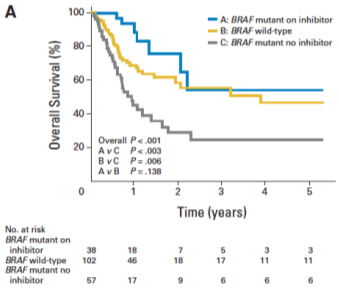 A
100
80
60
40
20
0
1
2
3
4
5
Overall Survival (%)
Time (years)
A: BRAF mutant on inhibitor
B: BRAF wild-type
C: BRAF mutant no inhibitor
Overall P < .001
A v C P < .003
B v C P = .006
A v B P = .138
No. at risk
BRAF mutant on
inhibitor 38 18 7 5 3 3
BRAF wild-type 102 46 18 17 11 11
BRAF mutant no
inhibitor 57 17 9 6 6 6